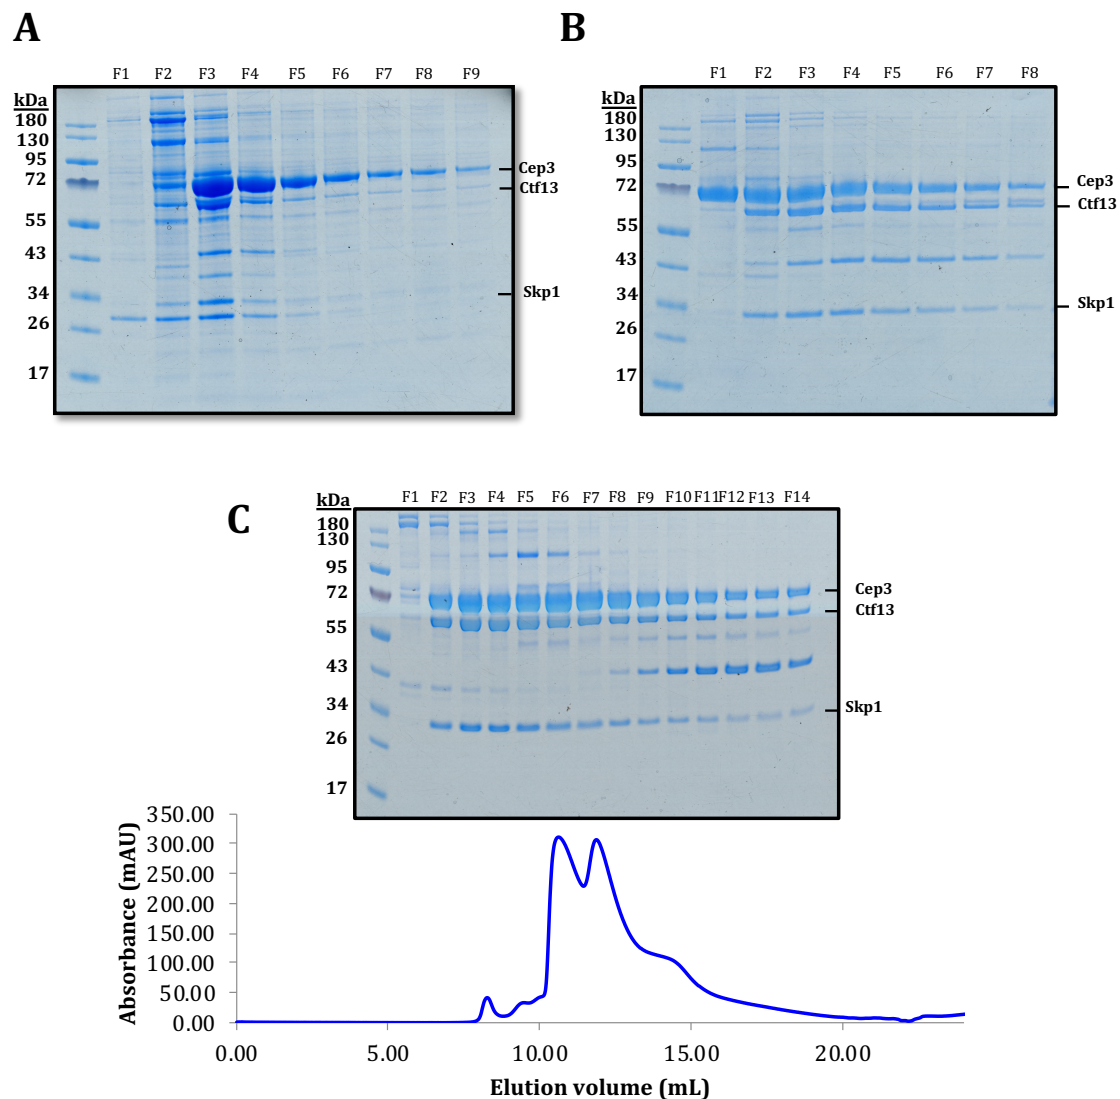 A
F1 F2 F3 F4 F5 F6 F7 F8 F9
kDa
180
130
95
72
55
43
34
26
17
Cep3
Ctf13
Skp1
B
F1 F2 F3 F4 F5 F6 F7 F8
kDa
180
130
95
72
55
43
34
26
17
Cep3
Ctf13
Skp1
C
F1 F2 F3 F4 F5 F6 F7 F8 F9 F10 F11 F12 F13 F14
kDa
180
130
95
72
55
43
34
26
17
Cep3
Ctf13
Skp1
Absorbance (mAU)
350.00
300.00
250.00
200.00
150.00
100.00
50.00
0.00
0.00 5.00 10.00 15.00 20.00
Elution volume (mL)